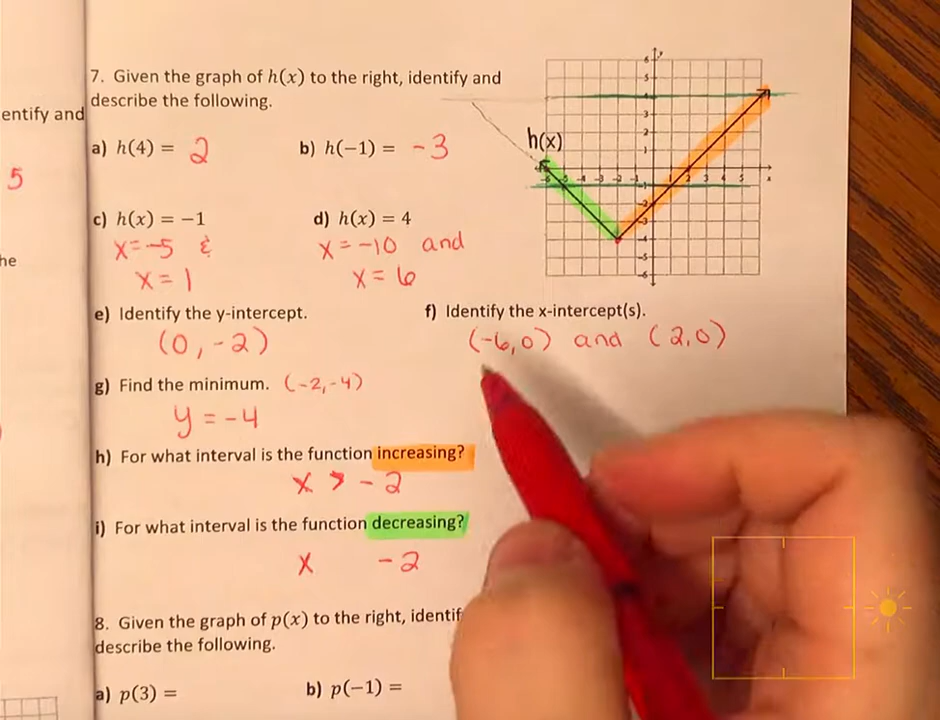 7. Given the graph of h(x) to the right, identify and
describe the following.
entify and
5
he
a) h(4) = 2
b) h(-1) = -3
c) h(x) = -1
x = -5 &
x = 1
d) h(x) = 4
x = -10 and
x = 6
h(x)
e) Identify the y-intercept.
(0, -2)
f) Identify the x-intercept(s).
(-6,0) and (2,0)
g) Find the minimum. (-2,-4)
y = -4
h) For what interval is the function increasing?
x > -2
i) For what interval is the function decreasing?
x -2
8. Given the graph of p(x) to the right, identif
describe the following.
a) p(3) =
b) p(-1) =